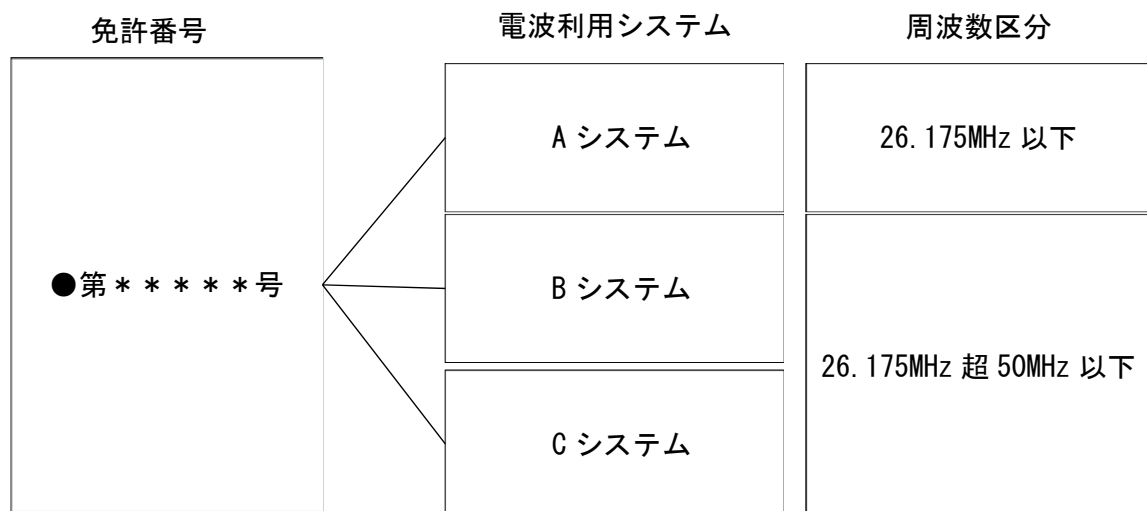 免許番号
電波利用システム
周波数区分
A システム
26.175MHz 以下
●第＊＊＊＊＊号
B システム
26.175MHz 超 50MHz 以下
C システム